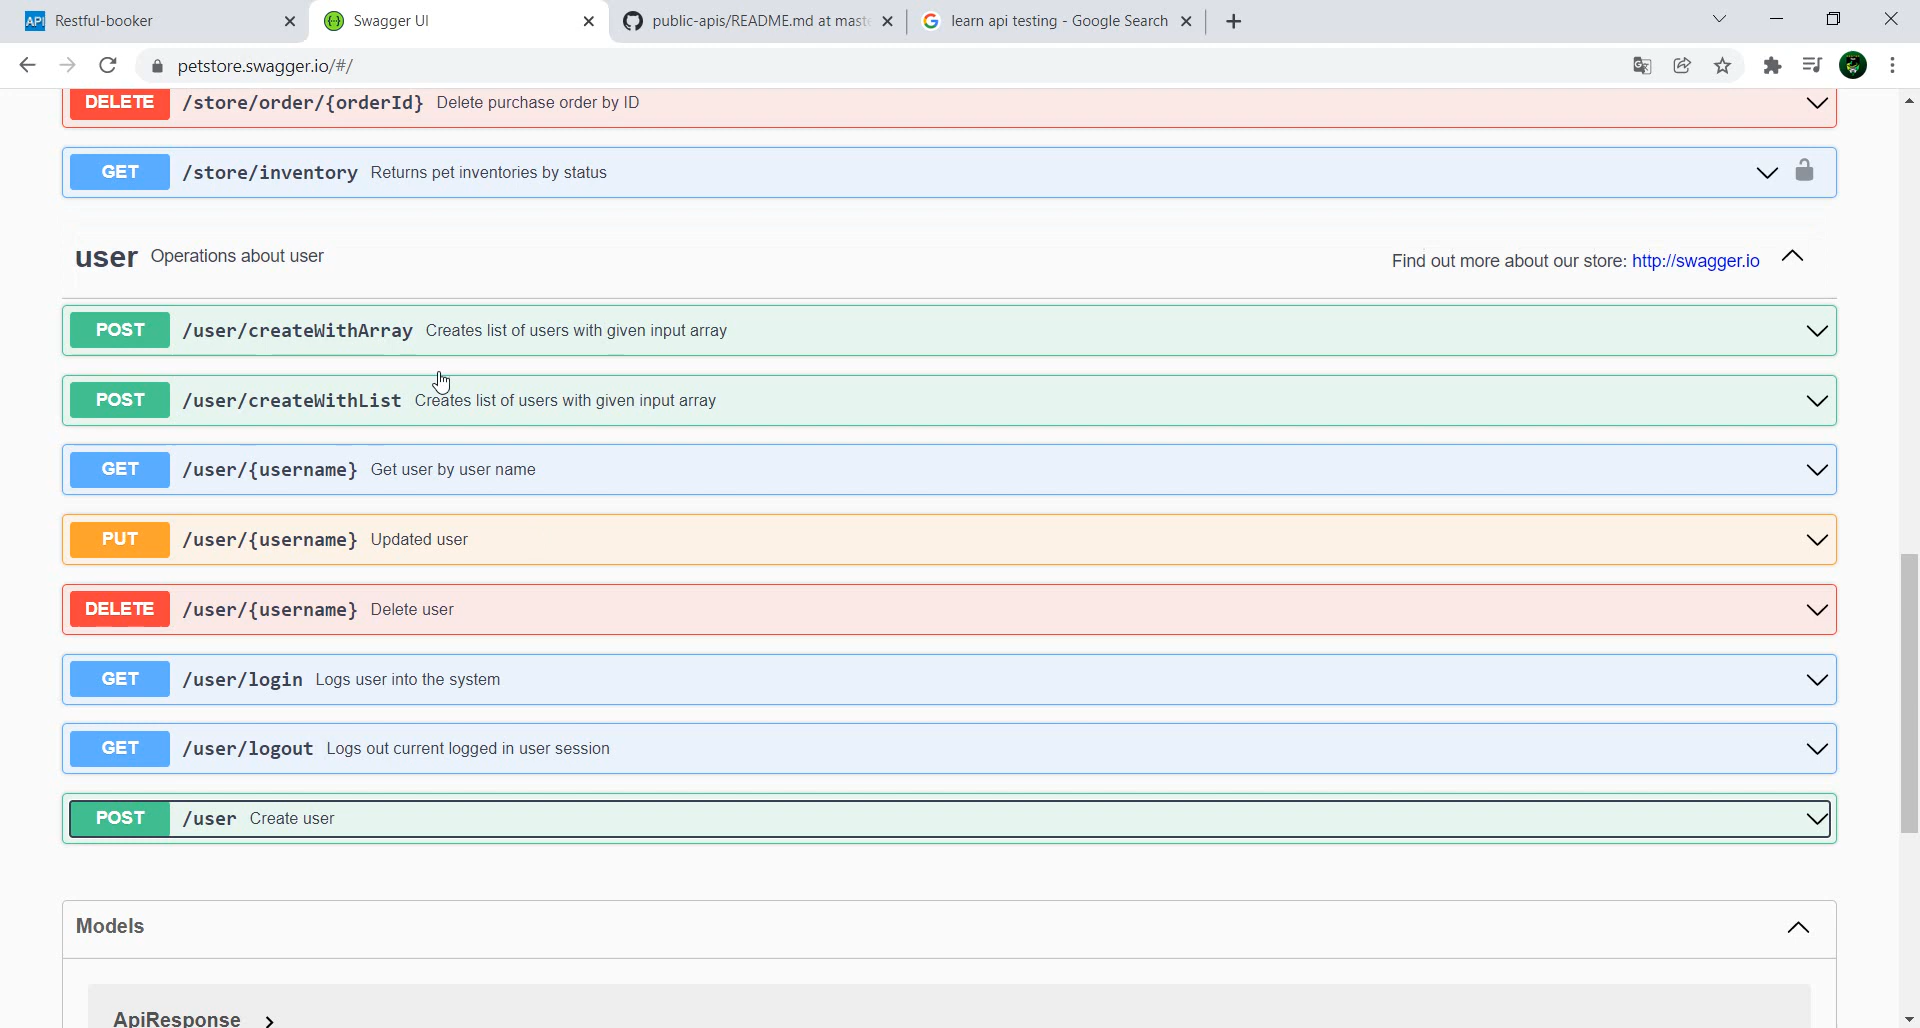 API Restful-booker
Swagger UI
public-apis/README.md at maste
learn api testing - Google Search
petstore.swagger.io/#/
DELETE /store/order/{orderId} Delete purchase order by ID
GET /store/inventory Returns pet inventories by status
user Operations about user
Find out more about our store: http://swagger.io
POST /user/createWithArray Creates list of users with given input array
POST /user/createWithList Creates list of users with given input array
GET /user/{username} Get user by user name
PUT /user/{username} Updated user
DELETE /user/{username} Delete user
GET /user/login Logs user into the system
GET /user/logout Logs out current logged in user session
POST /user Create user
Models
ApiResponse